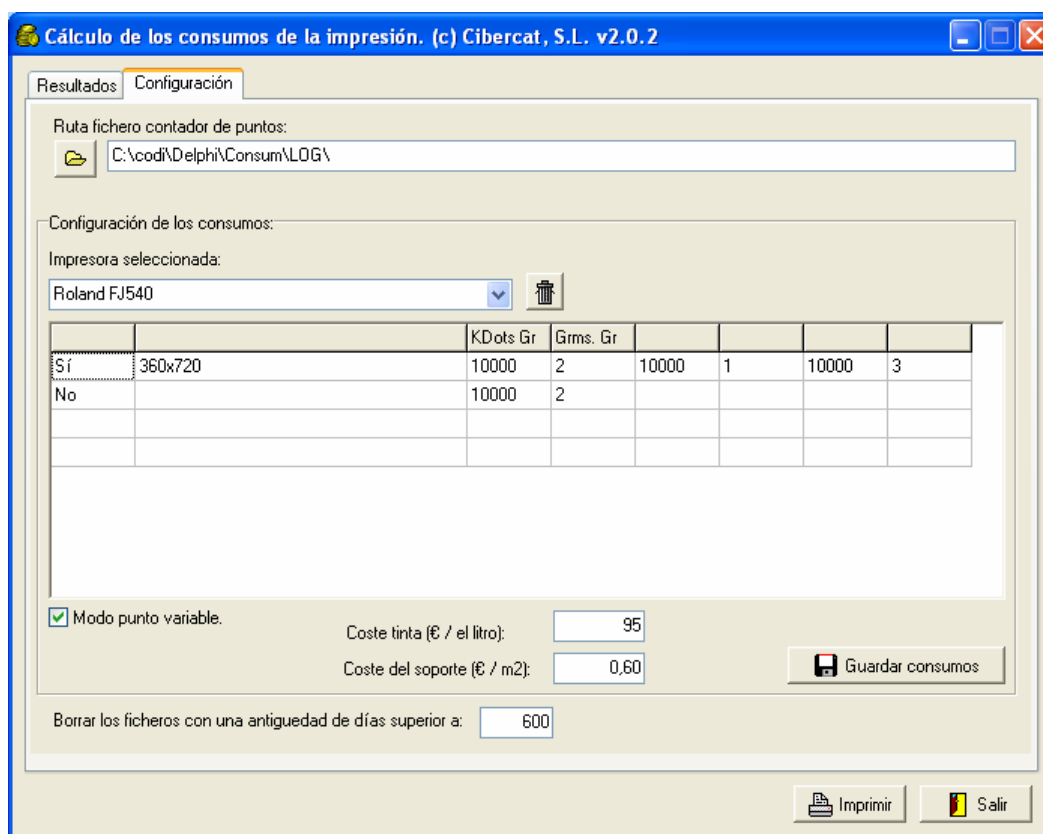 Cálculo de los consumos de la impresión. (c) Cibercat, S.L. v2.0.2
Resultados Configuración
Ruta fichero contador de puntos:
C:\codi\Delphi\Consum\LOG\
Configuración de los consumos:
Impresora seleccionada:
Roland FJ540
KDots Gr Grms. Gr
Sí 360x720 10000 2 10000 1 10000 3
No 10000 2
Modo punto variable.
Coste tinta (€ / el litro): 95
Coste del soporte (€ / m2): 0,60
Guardar consumos
Borrar los ficheros con una antiguedad de días superior a: 600
Imprimir Salir